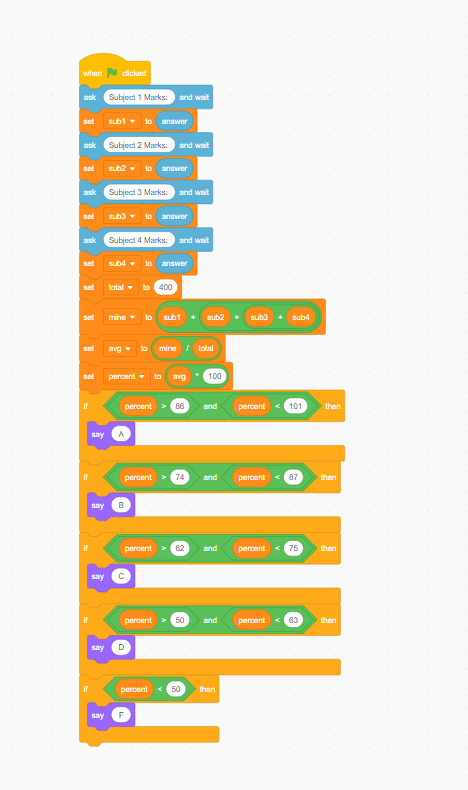 when clicked
ask Subject 1 Marks: and wait
set sub1 to answer
ask Subject 2 Marks: and wait
set sub2 to answer
ask Subject 3 Marks: and wait
set sub3 to answer
ask Subject 4 Marks: and wait
set sub4 to answer
set total to 400
set mine to sub1 + sub2 + sub3 + sub4
set avg to mine / total
set percent to avg * 100
if percent > 66 and percent < 101 then
say A
if percent > 74 and percent < 87 then
say B
if percent > 62 and percent < 75 then
say C
if percent > 50 and percent < 63 then
say D
if percent < 50 then
say F